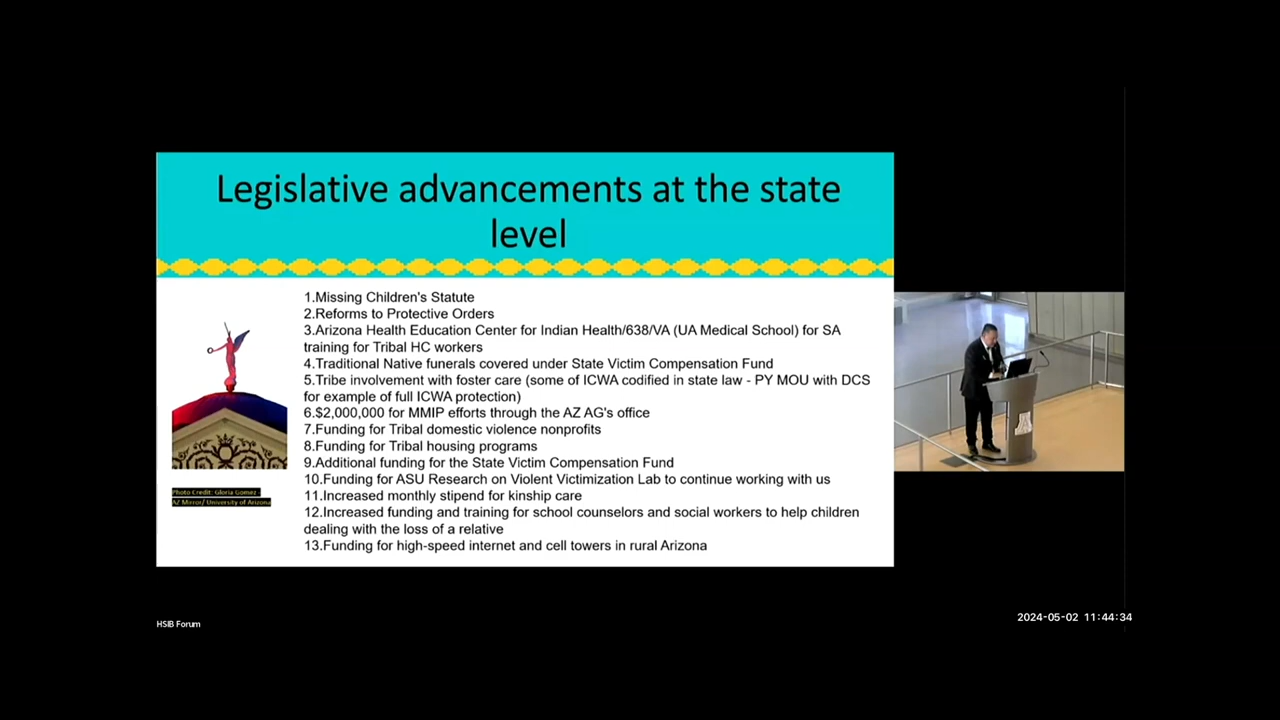 Legislative advancements at the state
level
1.Missing Children's Statute
2.Reforms to Protective Orders
3.Arizona Health Education Center for Indian Health/638/VA (UA Medical School) for SA
training for Tribal HC workers
4.Traditional Native funerals covered under State Victim Compensation Fund
5.Tribe involvement with foster care (some of ICWA codified in state law - PY MOU with DCS
for example of full ICWA protection)
6.$2,000,000 for MMIP efforts through the AZ AG's office
7.Funding for Tribal domestic violence nonprofits
8.Funding for Tribal housing programs
9.Additional funding for the State Victim Compensation Fund
10.Funding for ASU Research on Violent Victimization Lab to continue working with us
11.Increased monthly stipend for kinship care
12.Increased funding and training for school counselors and social workers to help children
dealing with the loss of a relative
13.Funding for high-speed internet and cell towers in rural Arizona
Photo Credit: Gloria Gomez -
AZ Mirror/ University of Arizona
HSIB Forum
2024-05-02 11:44:34